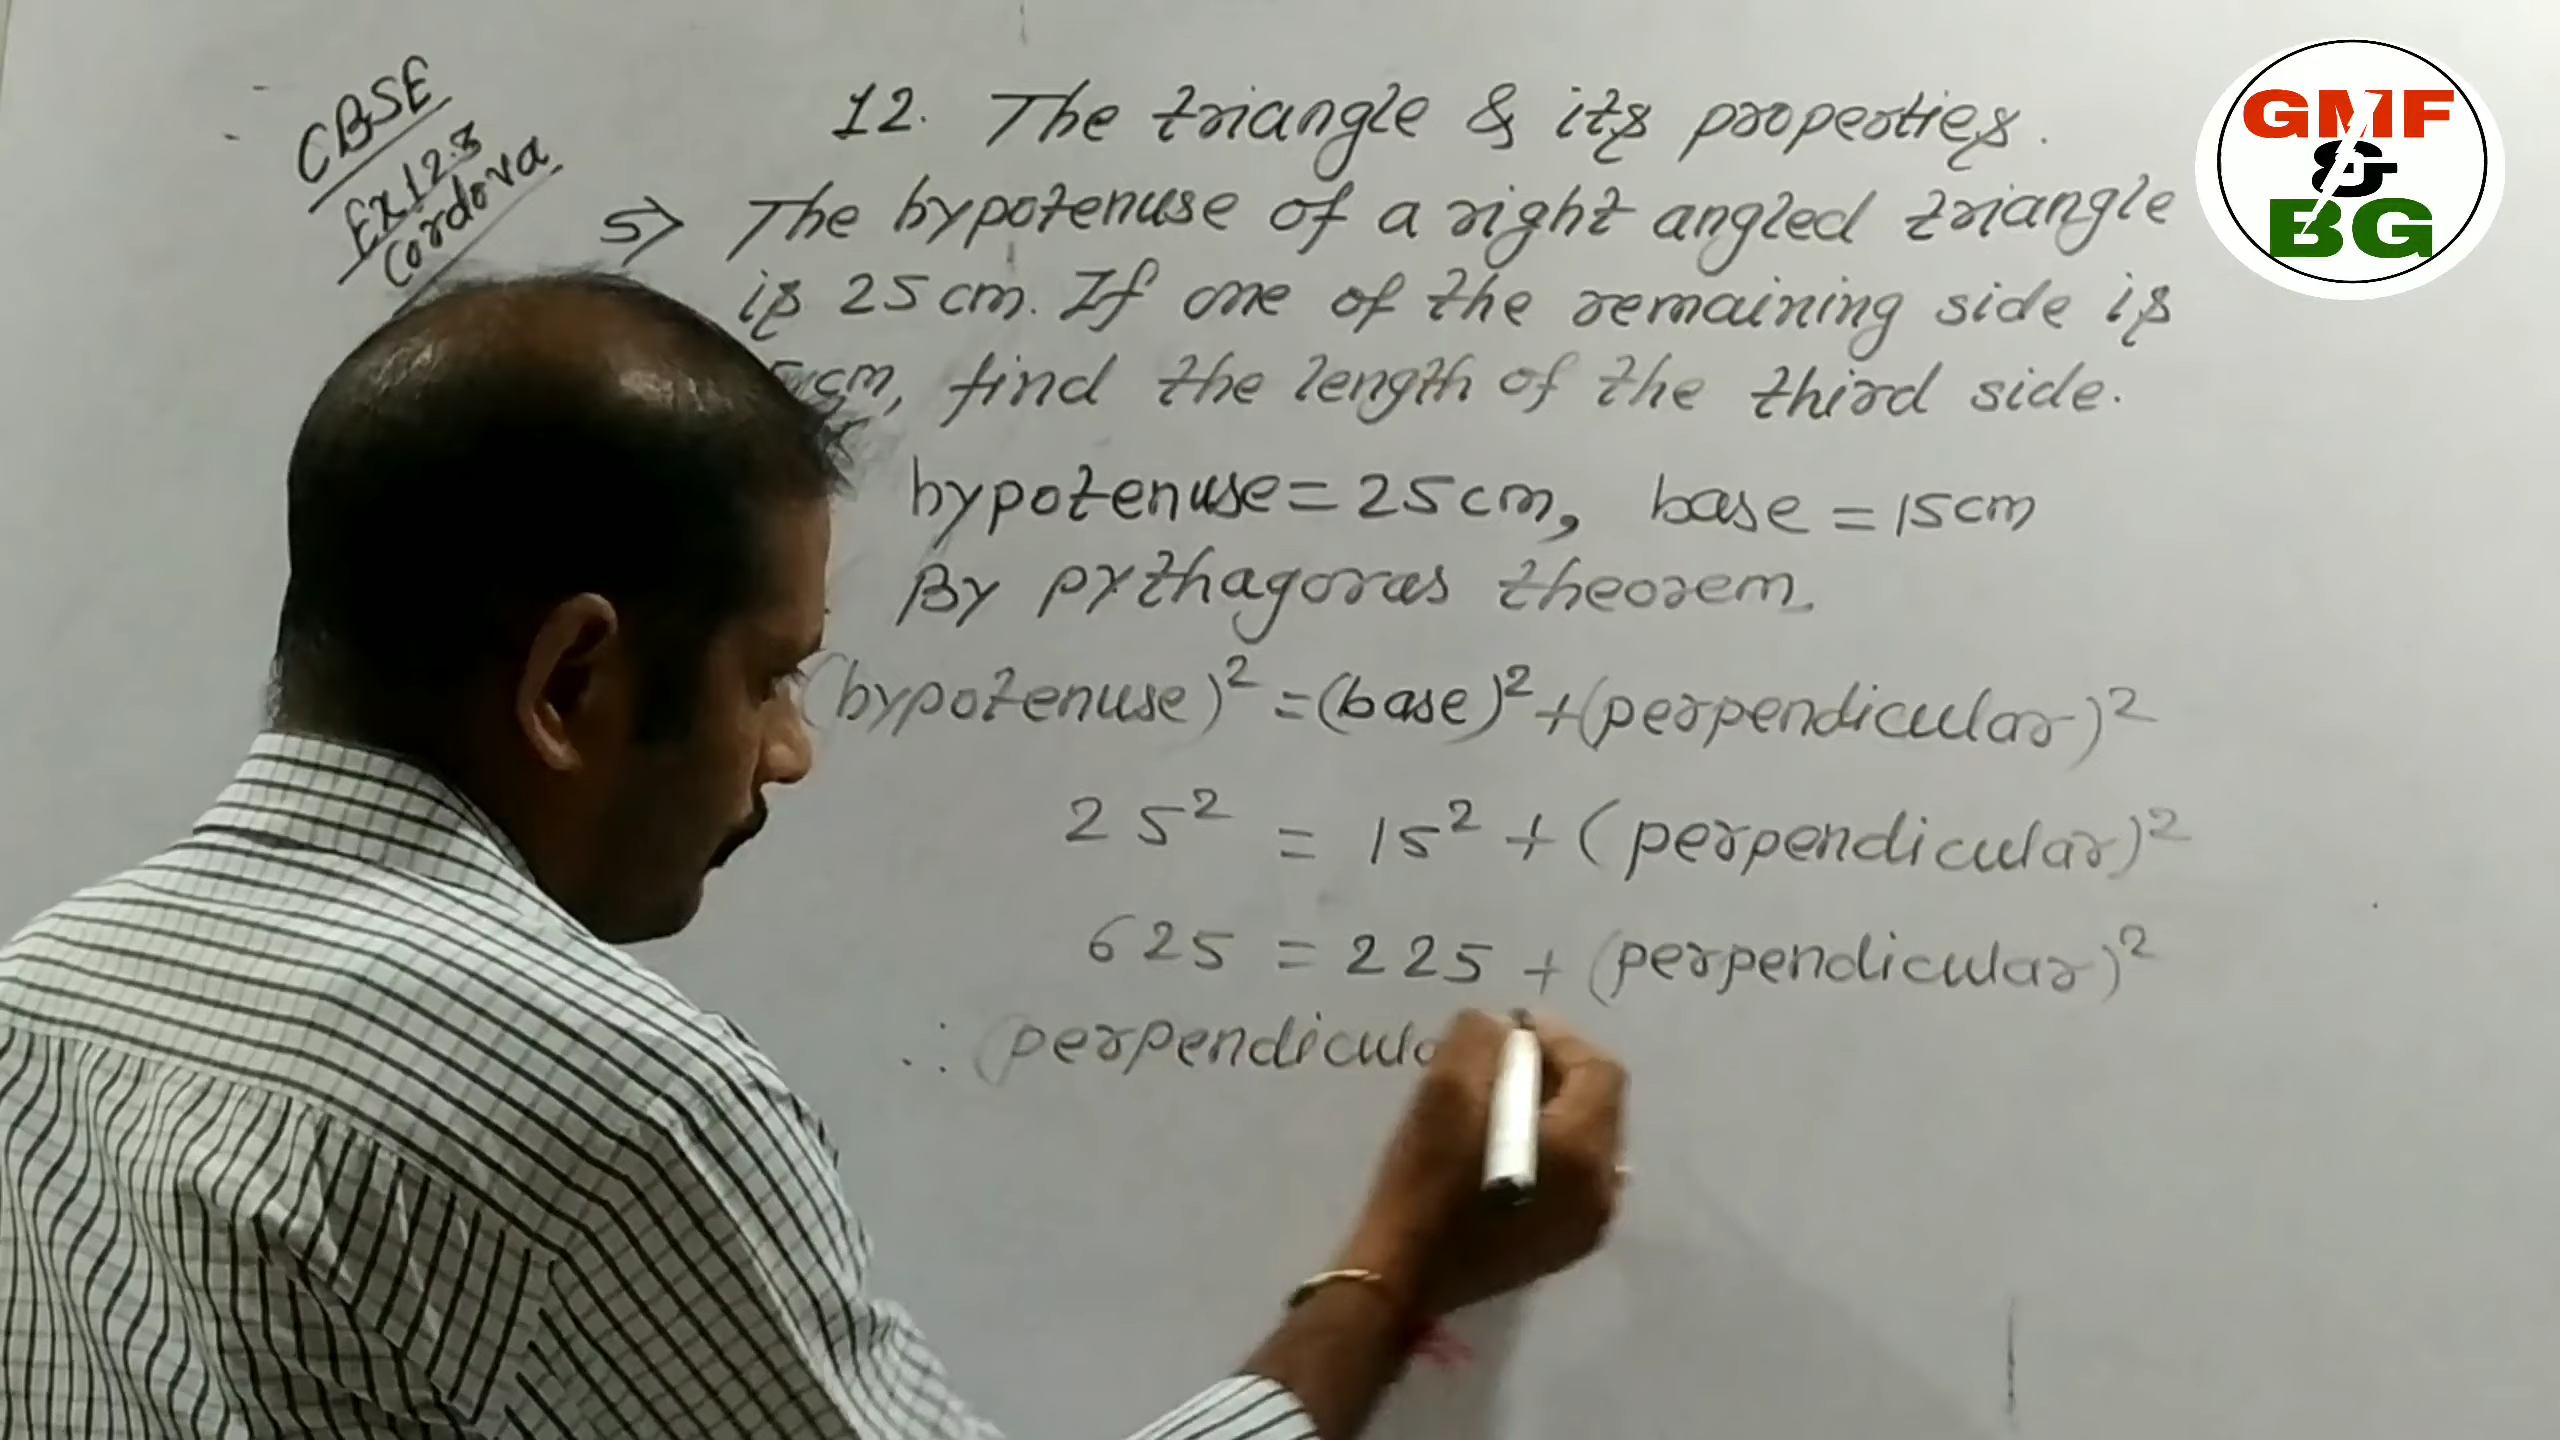 CBSE
Ex 12.3
Cordova
12. The triangle & its properties.
5) The hypotenuse of a right angled triangle
is 25 cm. If one of the remaining side is
cm, find the length of the third side.
hypotenuse = 25 cm, base = 15 cm
By pythagoras theorem,
(hypotenuse)² = (base)² + (perpendicular)²
25² = 15² + (perpendicular)²
625 = 225 + (perpendicular)²
∴ (perpendicula
GMF
&
BG